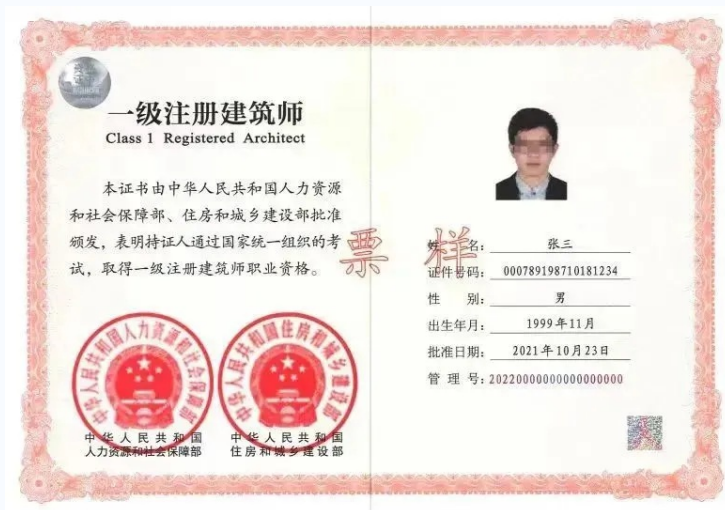 一级注册建筑师
Class 1 Registered Architect
本证书由中华人民共和国人力资源
和社会保障部、住房和城乡建设部批准
颁发，表明持证人通过国家统一组织的考
试，取得一级注册建筑师职业资格。
中华人民共和国人力资源和社会保障部
中华人民共和国
人力资源和社会保障部
中华人民共和国住房和城乡建设部
中华人民共和国
住房和城乡建设部
票样
姓 名： 张三
证件号码： 000789198710181234
性 别： 男
出生年月： 1999年11月
批准日期： 2021年10月23日
管 理 号：20220000000000000000